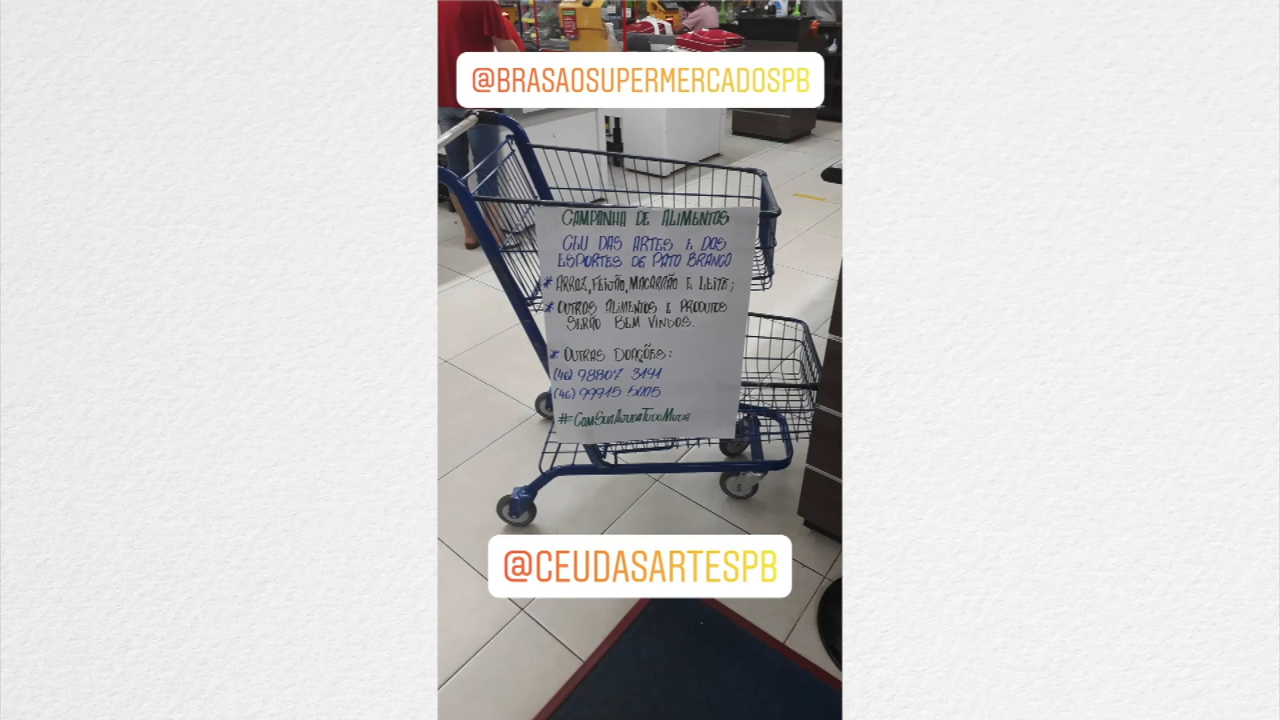 @BRASAOSUPERMERCADOSPB
CAMPANHA DE ALIMENTOS
CEU DAS ARTES E DOS
ESPORTES DE PATO BRANCO
* ARROZ, FEIJÃO, MACARRÃO E LEITE;
* OUTROS ALIMENTOS E PRODUTOS
SERÃO BEM VINDOS.
* OUTRAS DOAÇÕES:
(46) 98807 3191
(46) 99915 5005
#COMSUAAJUDATUDOMUDA
@CEUDASARTESPB